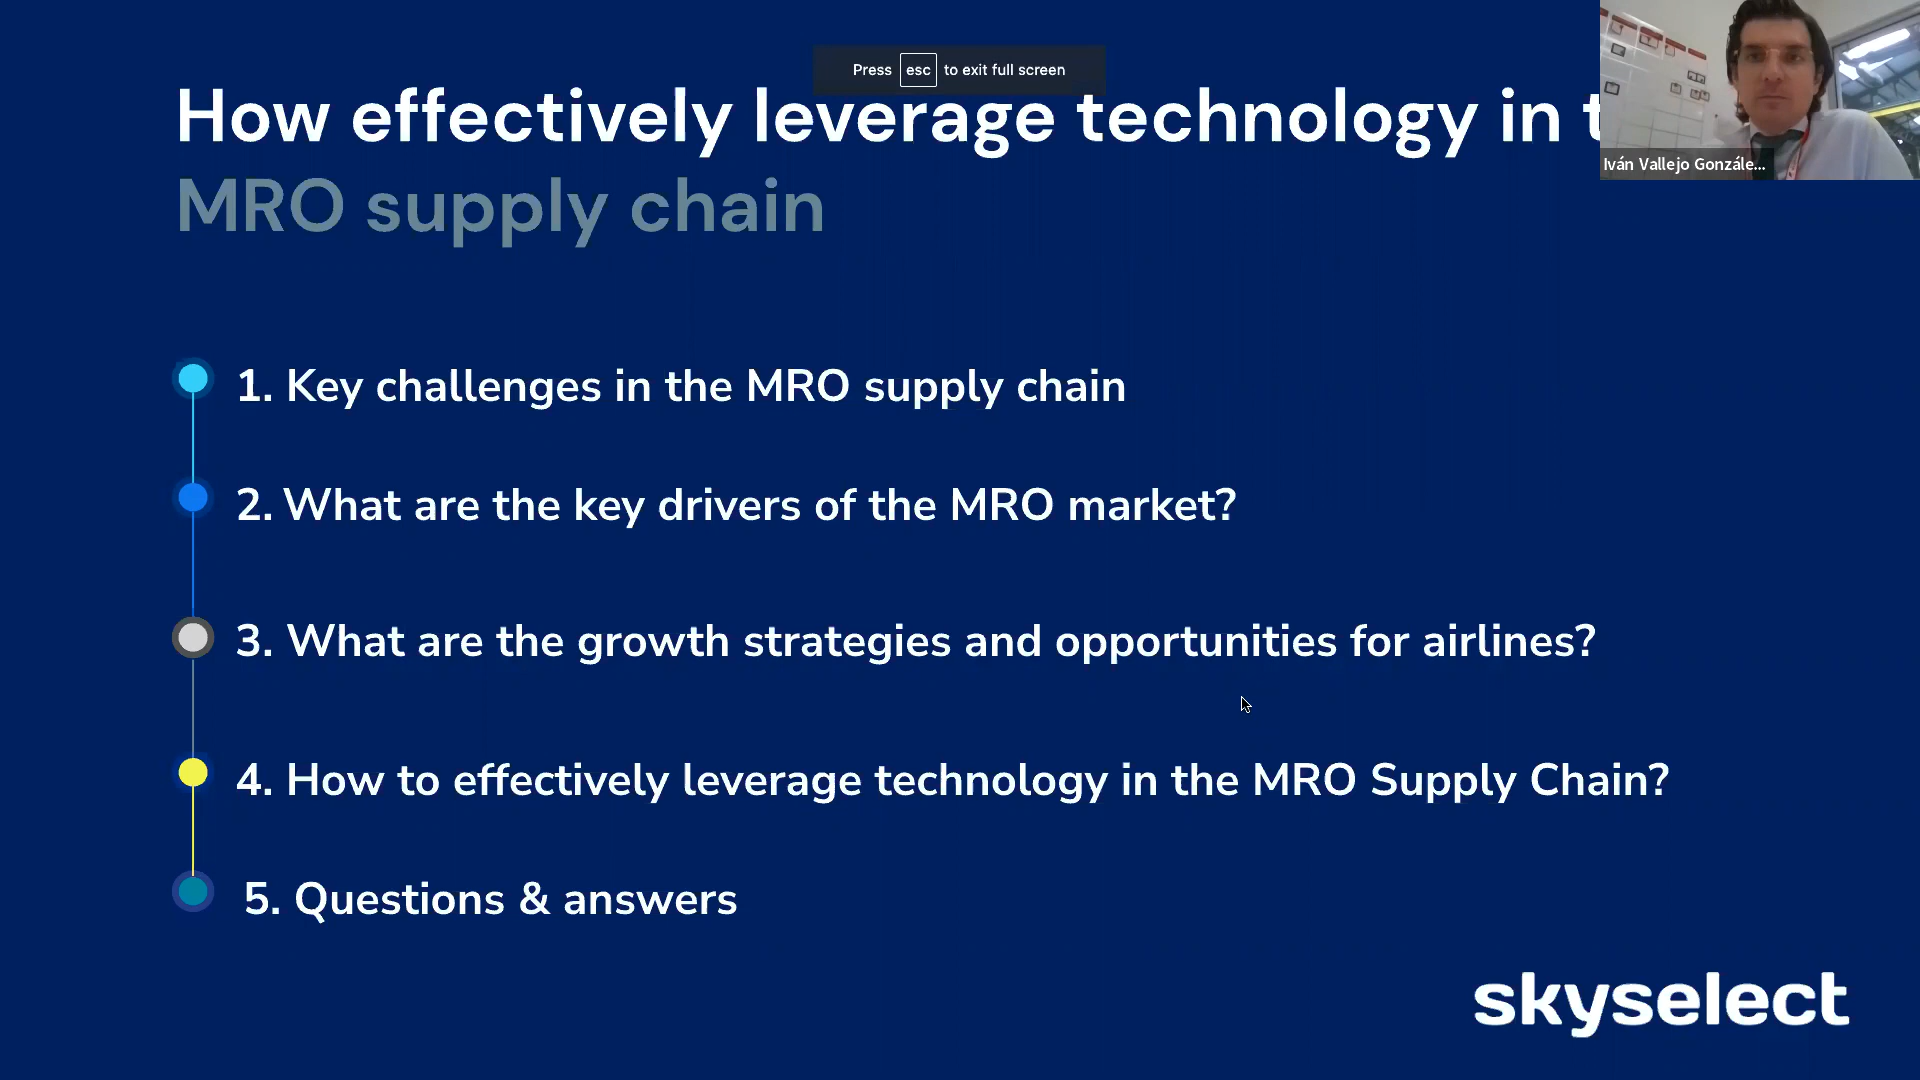 Press esc to exit full screen
How effectively leverage technology in t
MRO supply chain
Iván Vallejo Gonzále...
1. Key challenges in the MRO supply chain
2. What are the key drivers of the MRO market?
3. What are the growth strategies and opportunities for airlines?
4. How to effectively leverage technology in the MRO Supply Chain?
5. Questions & answers
skyselect